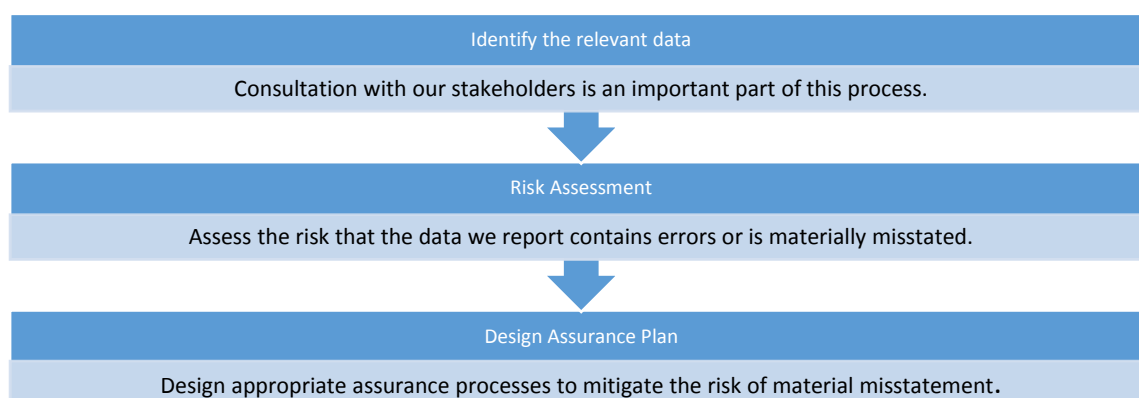 Identify the relevant data
Consultation with our stakeholders is an important part of this process.
Risk Assessment
Assess the risk that the data we report contains errors or is materially misstated.
Design Assurance Plan
Design appropriate assurance processes to mitigate the risk of material misstatement.